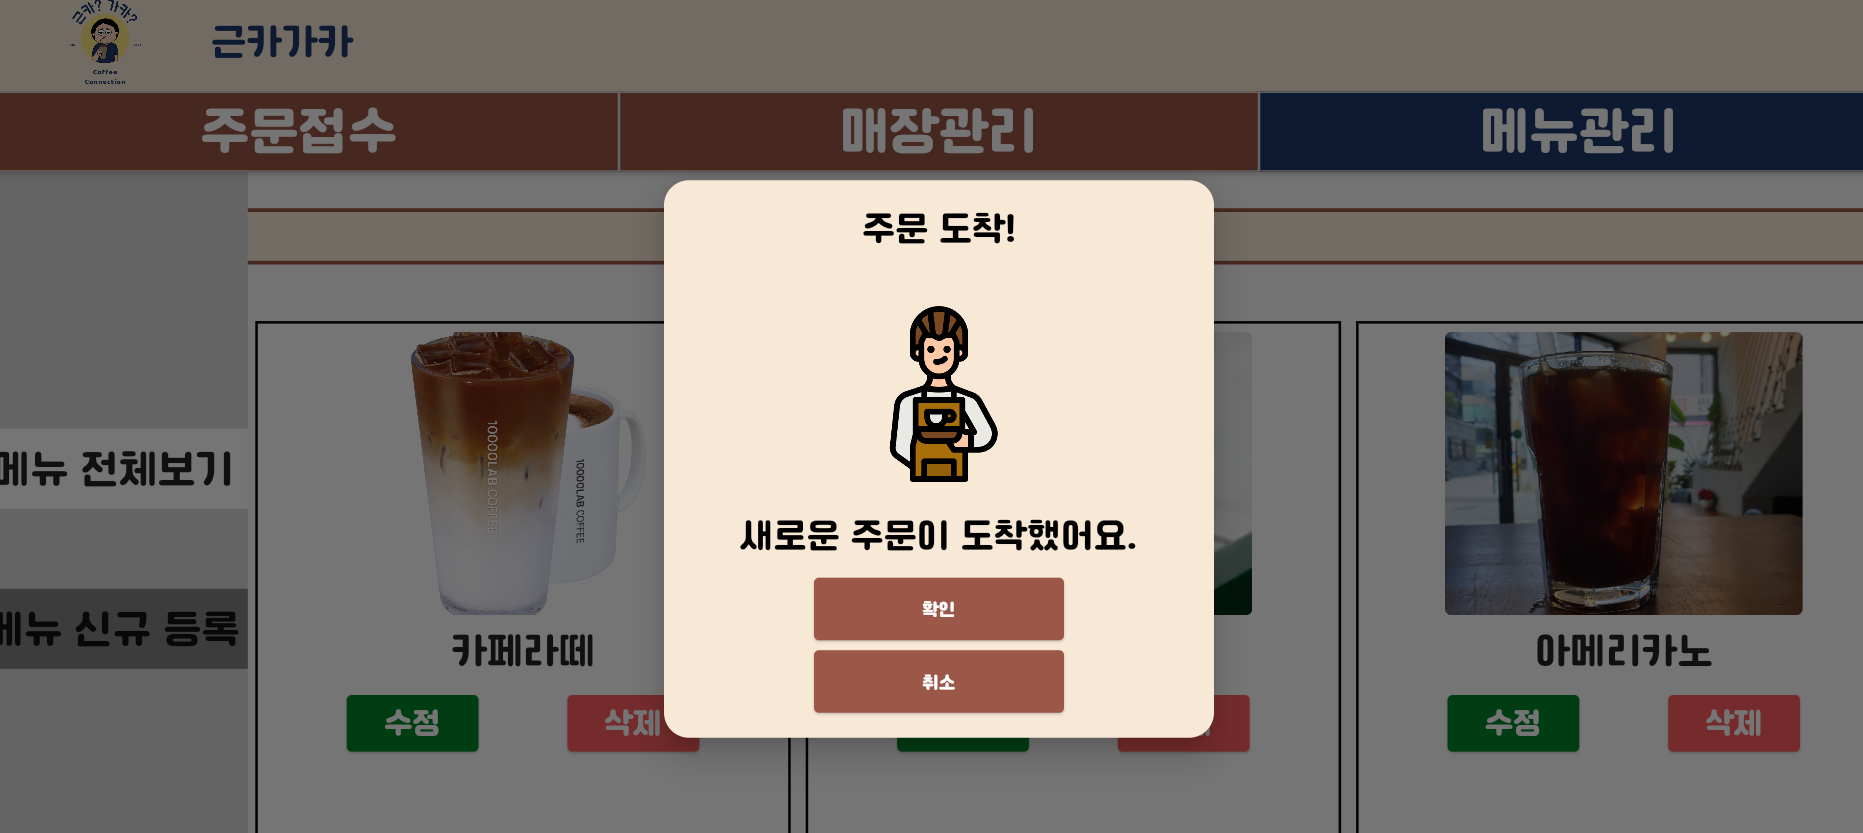 근카? 가카?
Coffee
Connection
근카가카
주문접수
매장관리
메뉴관리
메뉴 전체보기
메뉴 신규 등록
주문 도착!
새로운 주문이 도착했어요.
확인
취소
10000LAB COFFEE
10000LAB COFFEE
카페라떼
수정
삭제
아메리카노
수정
삭제